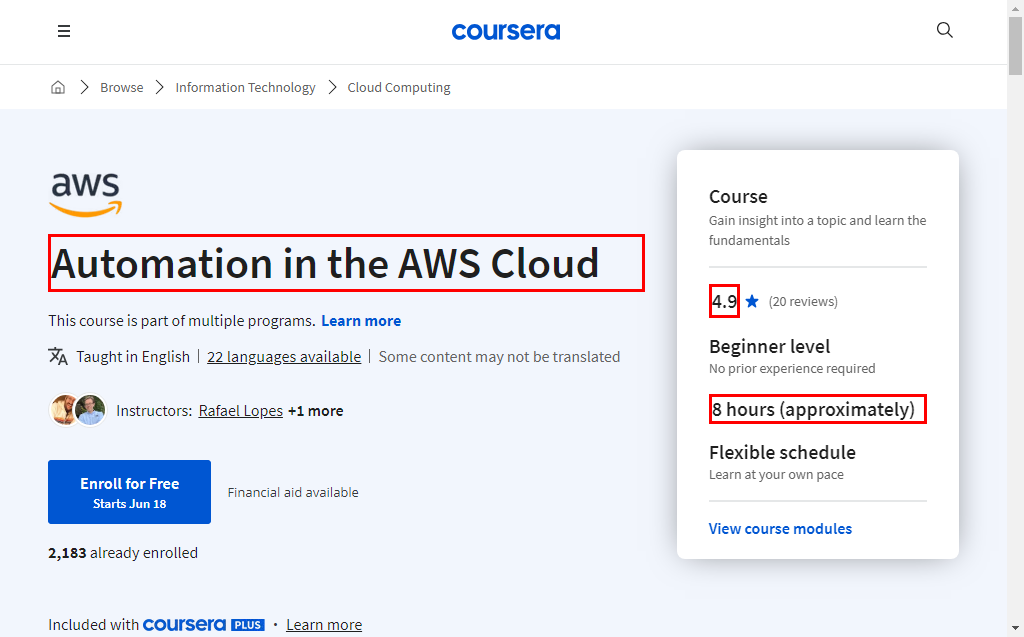 coursera
Browse
Information Technology
Cloud Computing
aws
Automation in the AWS Cloud
This course is part of multiple programs. Learn more
Taught in English | 22 languages available | Some content may not be translated
Instructors: Rafael Lopes +1 more
Enroll for Free
Starts Jun 18
Financial aid available
2,183 already enrolled
Included with coursera PLUS • Learn more
Course
Gain insight into a topic and learn the
fundamentals
4.9 ★ (20 reviews)
Beginner level
No prior experience required
8 hours (approximately)
Flexible schedule
Learn at your own pace
View course modules